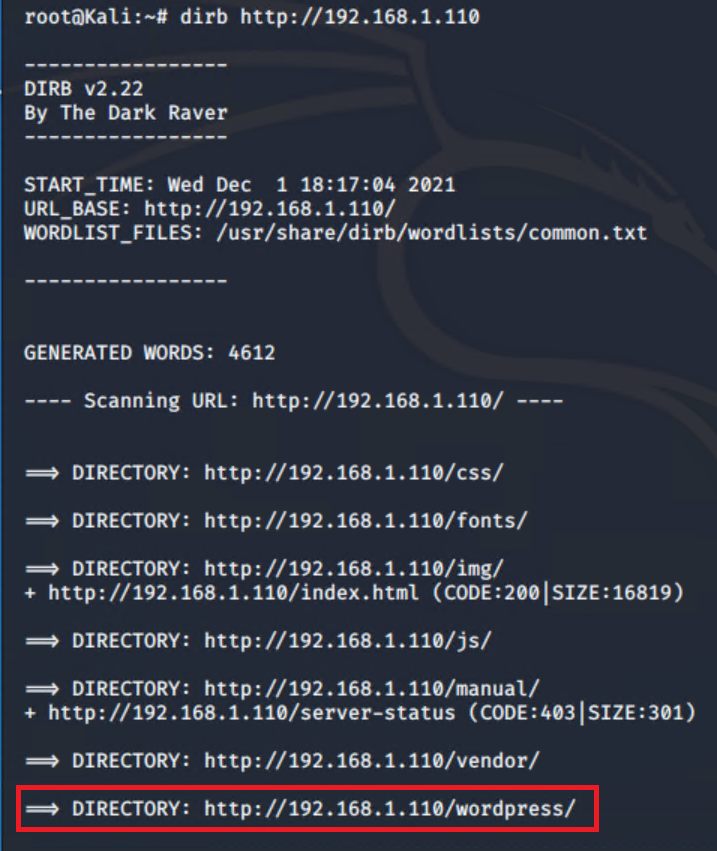 root@Kali:~# dirb http://192.168.1.110
-----------------
DIRB v2.22
By The Dark Raver
-----------------
START_TIME: Wed Dec  1 18:17:04 2021
URL_BASE: http://192.168.1.110/
WORDLIST_FILES: /usr/share/dirb/wordlists/common.txt
-----------------
GENERATED WORDS: 4612
---- Scanning URL: http://192.168.1.110/ ----
==> DIRECTORY: http://192.168.1.110/css/
==> DIRECTORY: http://192.168.1.110/fonts/
==> DIRECTORY: http://192.168.1.110/img/
+ http://192.168.1.110/index.html (CODE:200|SIZE:16819)
==> DIRECTORY: http://192.168.1.110/js/
==> DIRECTORY: http://192.168.1.110/manual/
+ http://192.168.1.110/server-status (CODE:403|SIZE:301)
==> DIRECTORY: http://192.168.1.110/vendor/
==> DIRECTORY: http://192.168.1.110/wordpress/